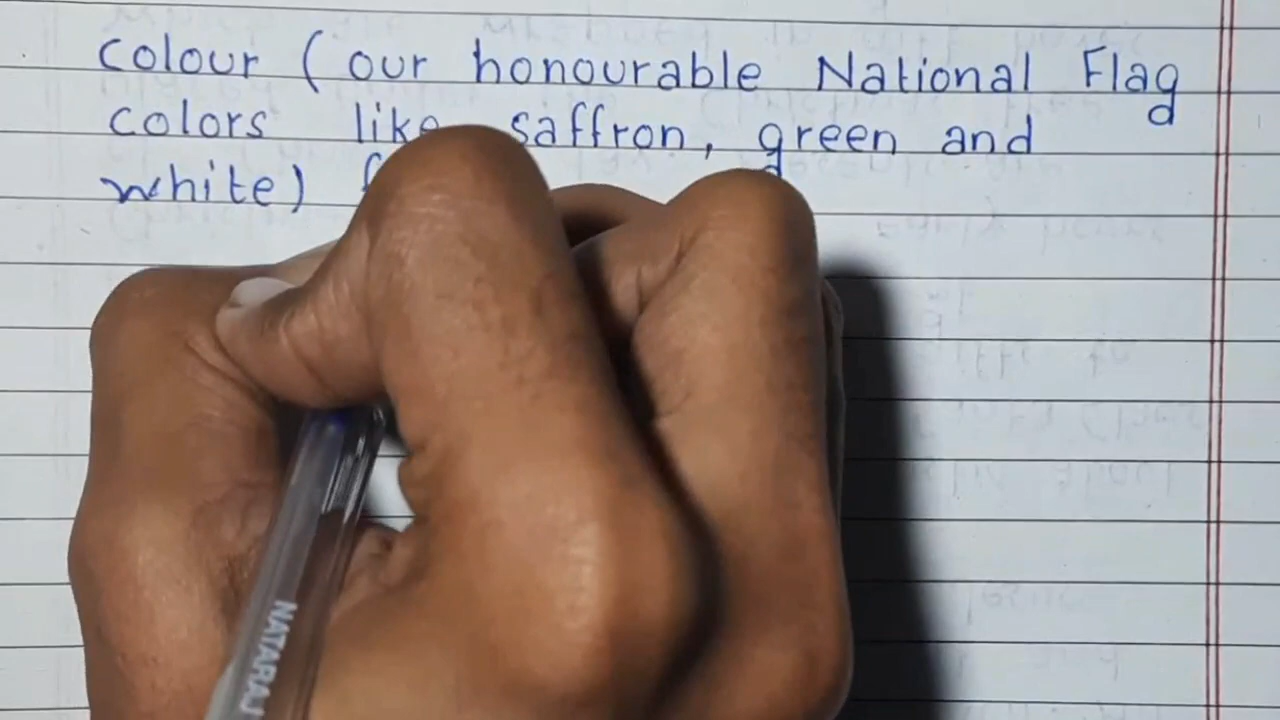 colour (our honourable National Flag
colors like saffron, green and
white)
NATARAJ